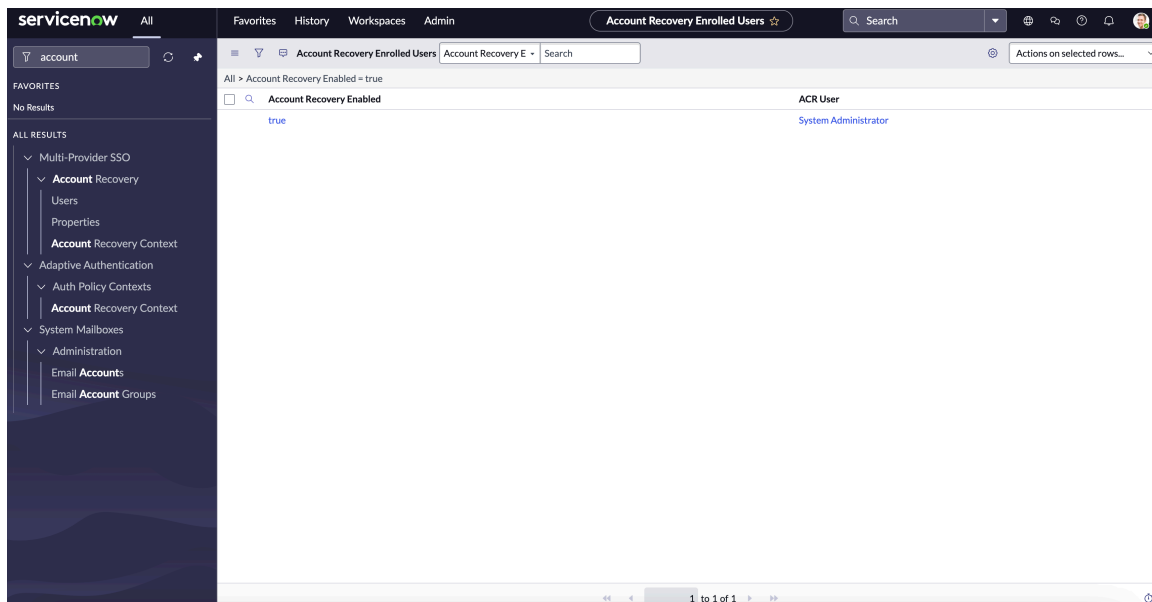 servicenow All Favorites History Workspaces Admin Account Recovery Enrolled Users Search
account
FAVORITES
No Results
ALL RESULTS
Multi-Provider SSO
Account Recovery
Users
Properties
Account Recovery Context
Adaptive Authentication
Auth Policy Contexts
Account Recovery Context
System Mailboxes
Administration
Email Accounts
Email Account Groups
Account Recovery Enrolled Users Account Recovery E Search Actions on selected rows...
All > Account Recovery Enabled = true
Account Recovery Enabled ACR User
true System Administrator
1 to 1 of 1